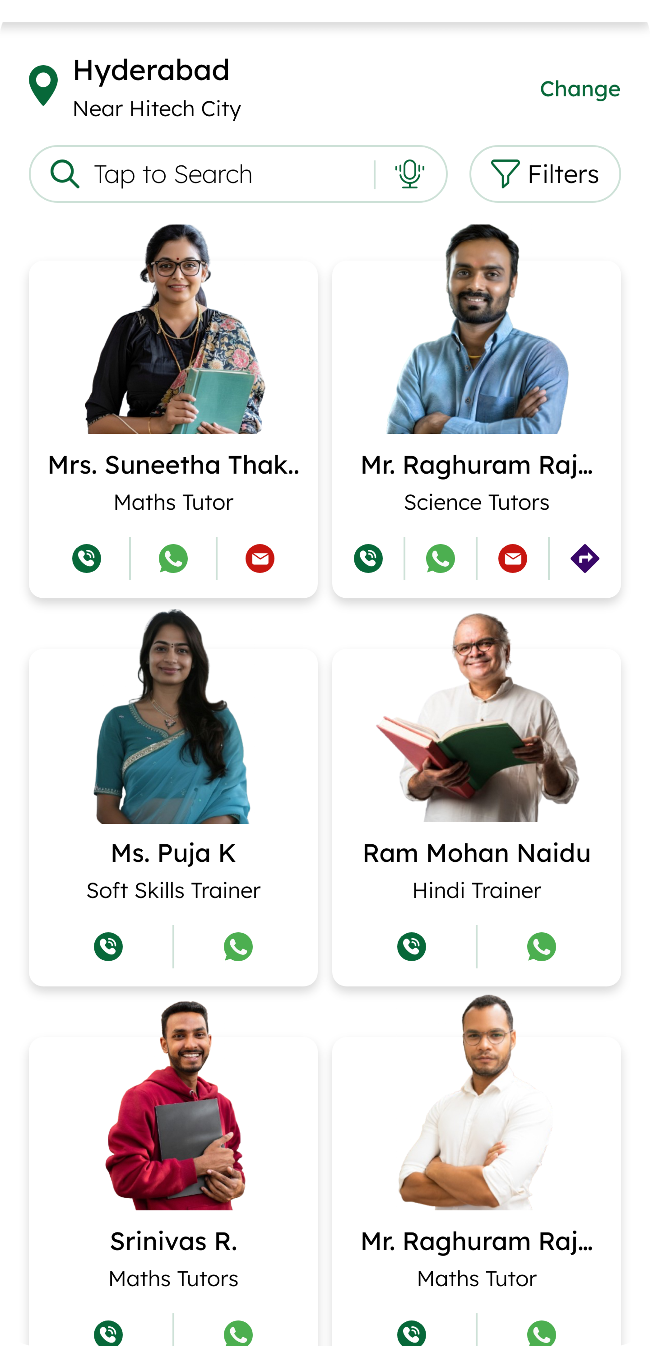 Hyderabad
Near Hitech City
Change
Tap to Search
Filters
Mrs. Suneetha Thak..
Maths Tutor
Mr. Raghuram Raj...
Science Tutors
Ms. Puja K
Soft Skills Trainer
Ram Mohan Naidu
Hindi Trainer
Srinivas R.
Maths Tutors
Mr. Raghuram Raj...
Maths Tutor